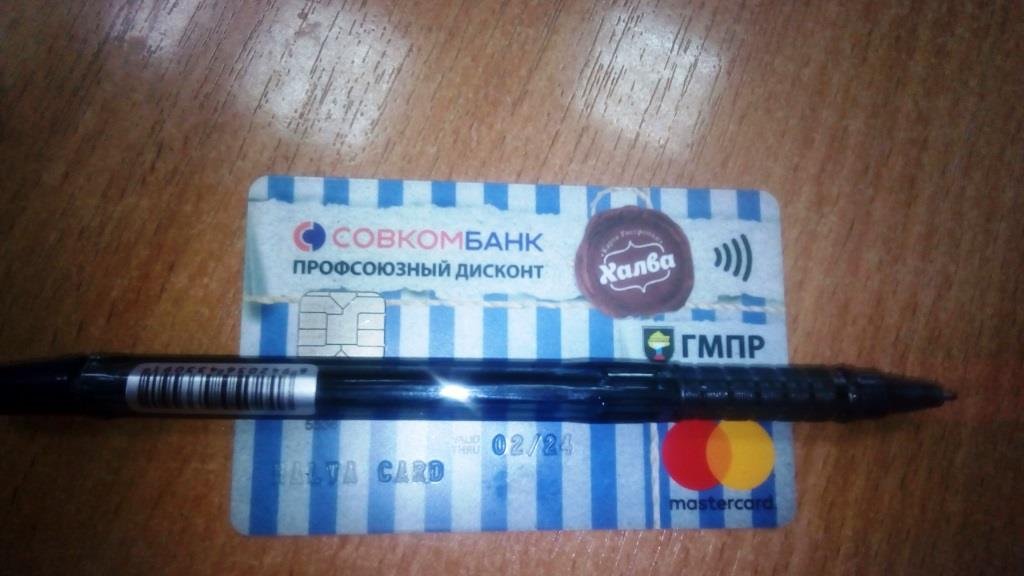 СОВКОМБАНК
ПРОФСОЮЗНЫЙ ДИСКОНТ
Халва
ГМПР
VALID
THRU
02/24
HALVA CARD
mastercard